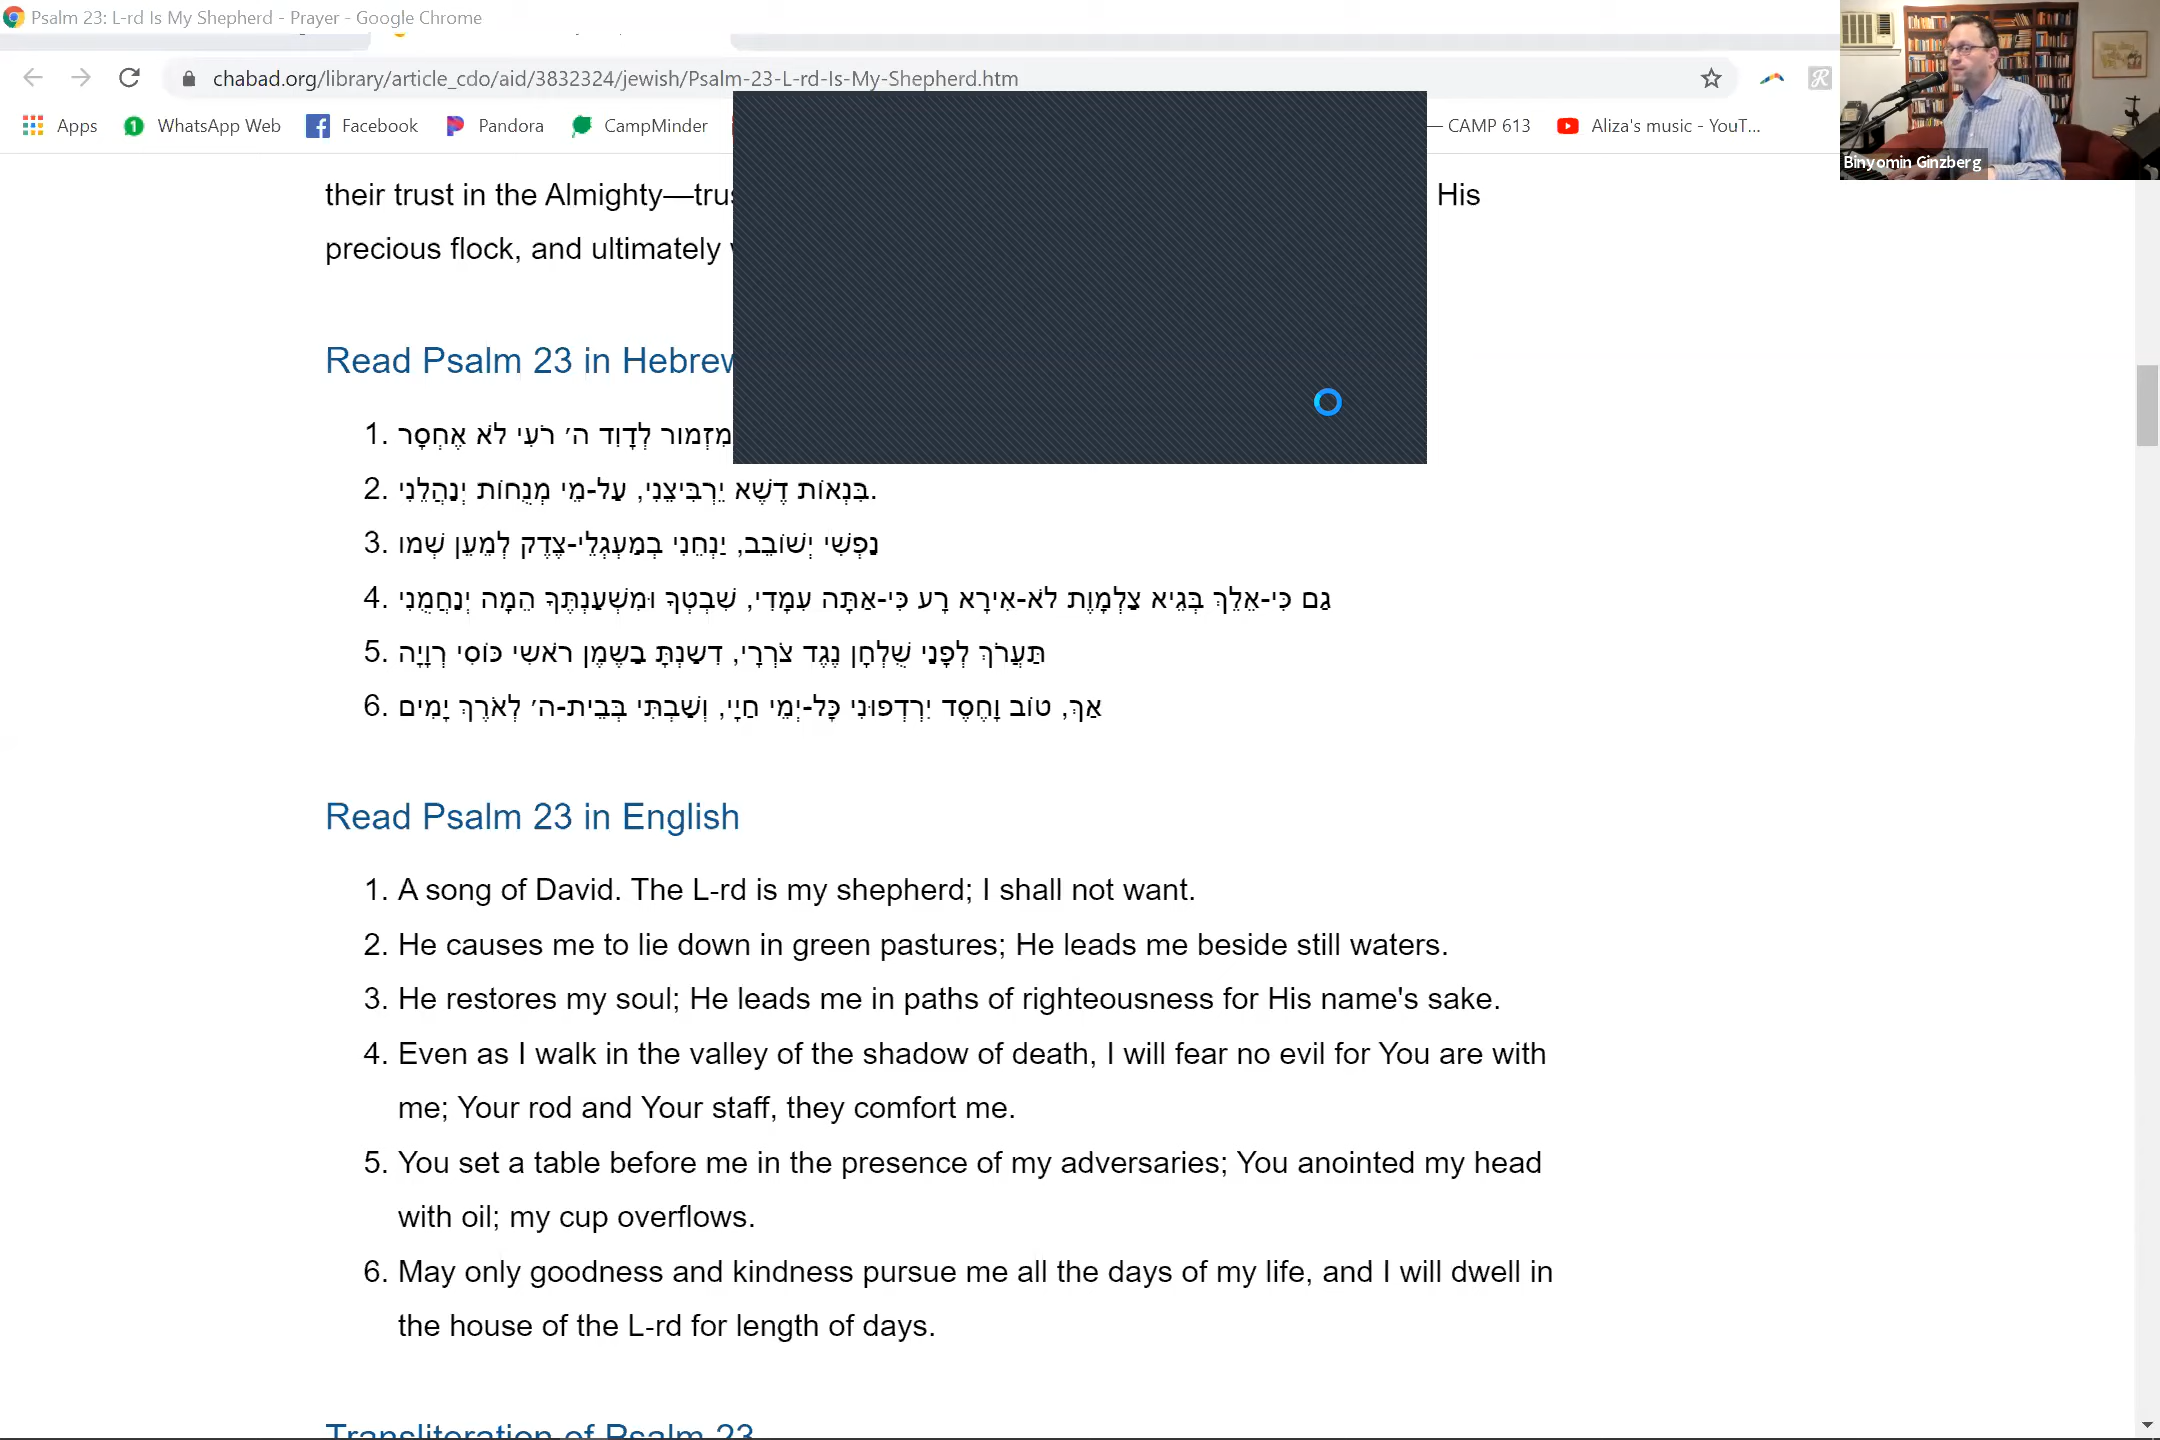 Psalm 23: L-rd Is My Shepherd - Prayer - Google Chrome
chabad.org/library/article_cdo/aid/3832324/jewish/Psalm-23-L-rd-Is-My-Shepherd.htm
Apps WhatsApp Web Facebook Pandora CampMinder — CAMP 613 Aliza's music - YouT...
Binyomin Ginzberg
their trust in the Almighty— His
precious flock, and ultimately
Read Psalm 23 in Hebrew
1. מִזְמוֹר לְדָוִד ה׳ רֹעִי לֹא אֶחְסָר
2. בִּנְאוֹת דֶּשֶׁא יַרְבִּיצֵנִי, עַל-מֵי מְנֻחוֹת יְנַהֲלֵנִי.
3. נַפְשִׁי יְשׁוֹבֵב, יַנְחֵנִי בְמַעְגְּלֵי-צֶדֶק לְמַעַן שְׁמוֹ
4. גַּם כִּי-אֵלֵךְ בְּגֵיא צַלְמָוֶת לֹא-אִירָא רָע כִּי-אַתָּה עִמָּדִי, שִׁבְטְךָ וּמִשְׁעַנְתֶּךָ הֵמָּה יְנַחֲמֻנִי
5. תַּעֲרֹךְ לְפָנַי שֻׁלְחָן נֶגֶד צֹרְרָי, דִּשַּׁנְתָּ בַשֶּׁמֶן רֹאשִׁי כּוֹסִי רְוָיָה
6. אַךְ, טוֹב וָחֶסֶד יִרְדְּפוּנִי כָּל-יְמֵי חַיָּי, וְשַׁבְתִּי בְּבֵית-ה׳ לְאֹרֶךְ יָמִים
Read Psalm 23 in English
1. A song of David. The L-rd is my shepherd; I shall not want.
2. He causes me to lie down in green pastures; He leads me beside still waters.
3. He restores my soul; He leads me in paths of righteousness for His name's sake.
4. Even as I walk in the valley of the shadow of death, I will fear no evil for You are with
me; Your rod and Your staff, they comfort me.
5. You set a table before me in the presence of my adversaries; You anointed my head
with oil; my cup overflows.
6. May only goodness and kindness pursue me all the days of my life, and I will dwell in
the house of the L-rd for length of days.
Transliteration of Psalm 23